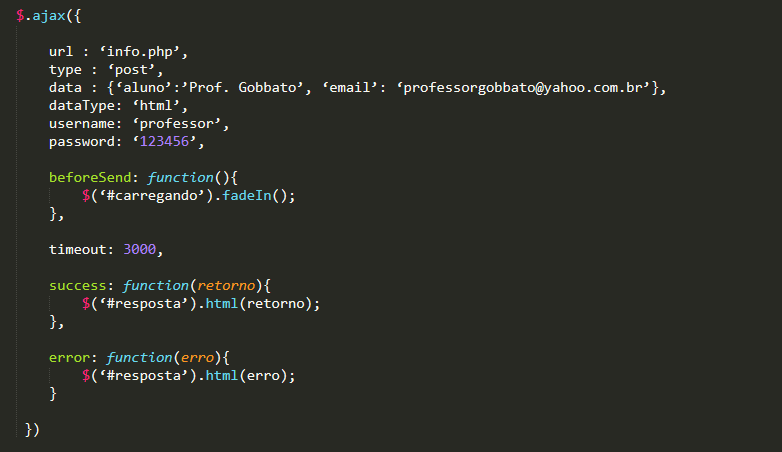 $.ajax({
url : ‘info.php’,
type : ‘post’,
data : {‘aluno’:’Prof. Gobbato’, ‘email’: ‘professorgobbato@yahoo.com.br’},
dataType: ‘html’,
username: ‘professor’,
password: ‘123456’,
beforeSend: function(){
$(‘#carregando’).fadeIn();
},
timeout: 3000,
success: function(retorno){
$(‘#resposta’).html(retorno);
},
error: function(erro){
$(‘#resposta’).html(erro);
}
})